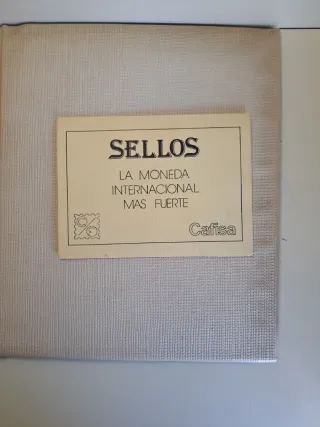 SELLOS
LA MONEDA
INTERNACIONAL
MAS FUERTE
Cafisa